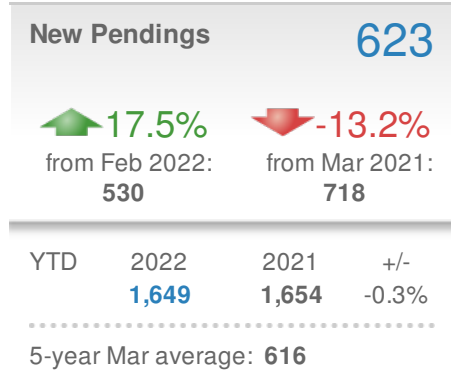 New Pendings 623
17.5% -13.2%
from Feb 2022: from Mar 2021:
530 718
YTD 2022 2021 +/-
1,649 1,654 -0.3%
5-year Mar average: 616